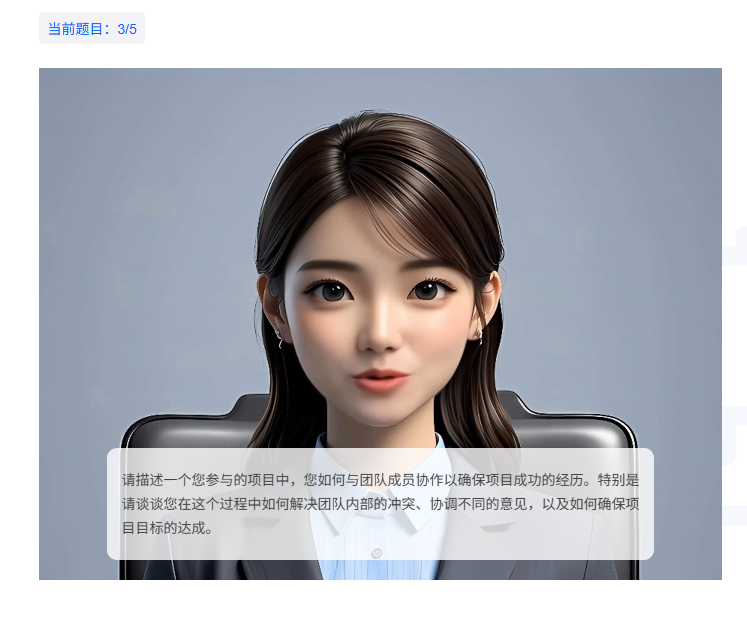 当前题目：3/5
请描述一个您参与的项目中，您如何与团队成员协作以确保项目成功的经历。特别是
请谈谈您在这个过程中如何解决团队内部的冲突、协调不同的意见，以及如何确保项
目目标的达成。